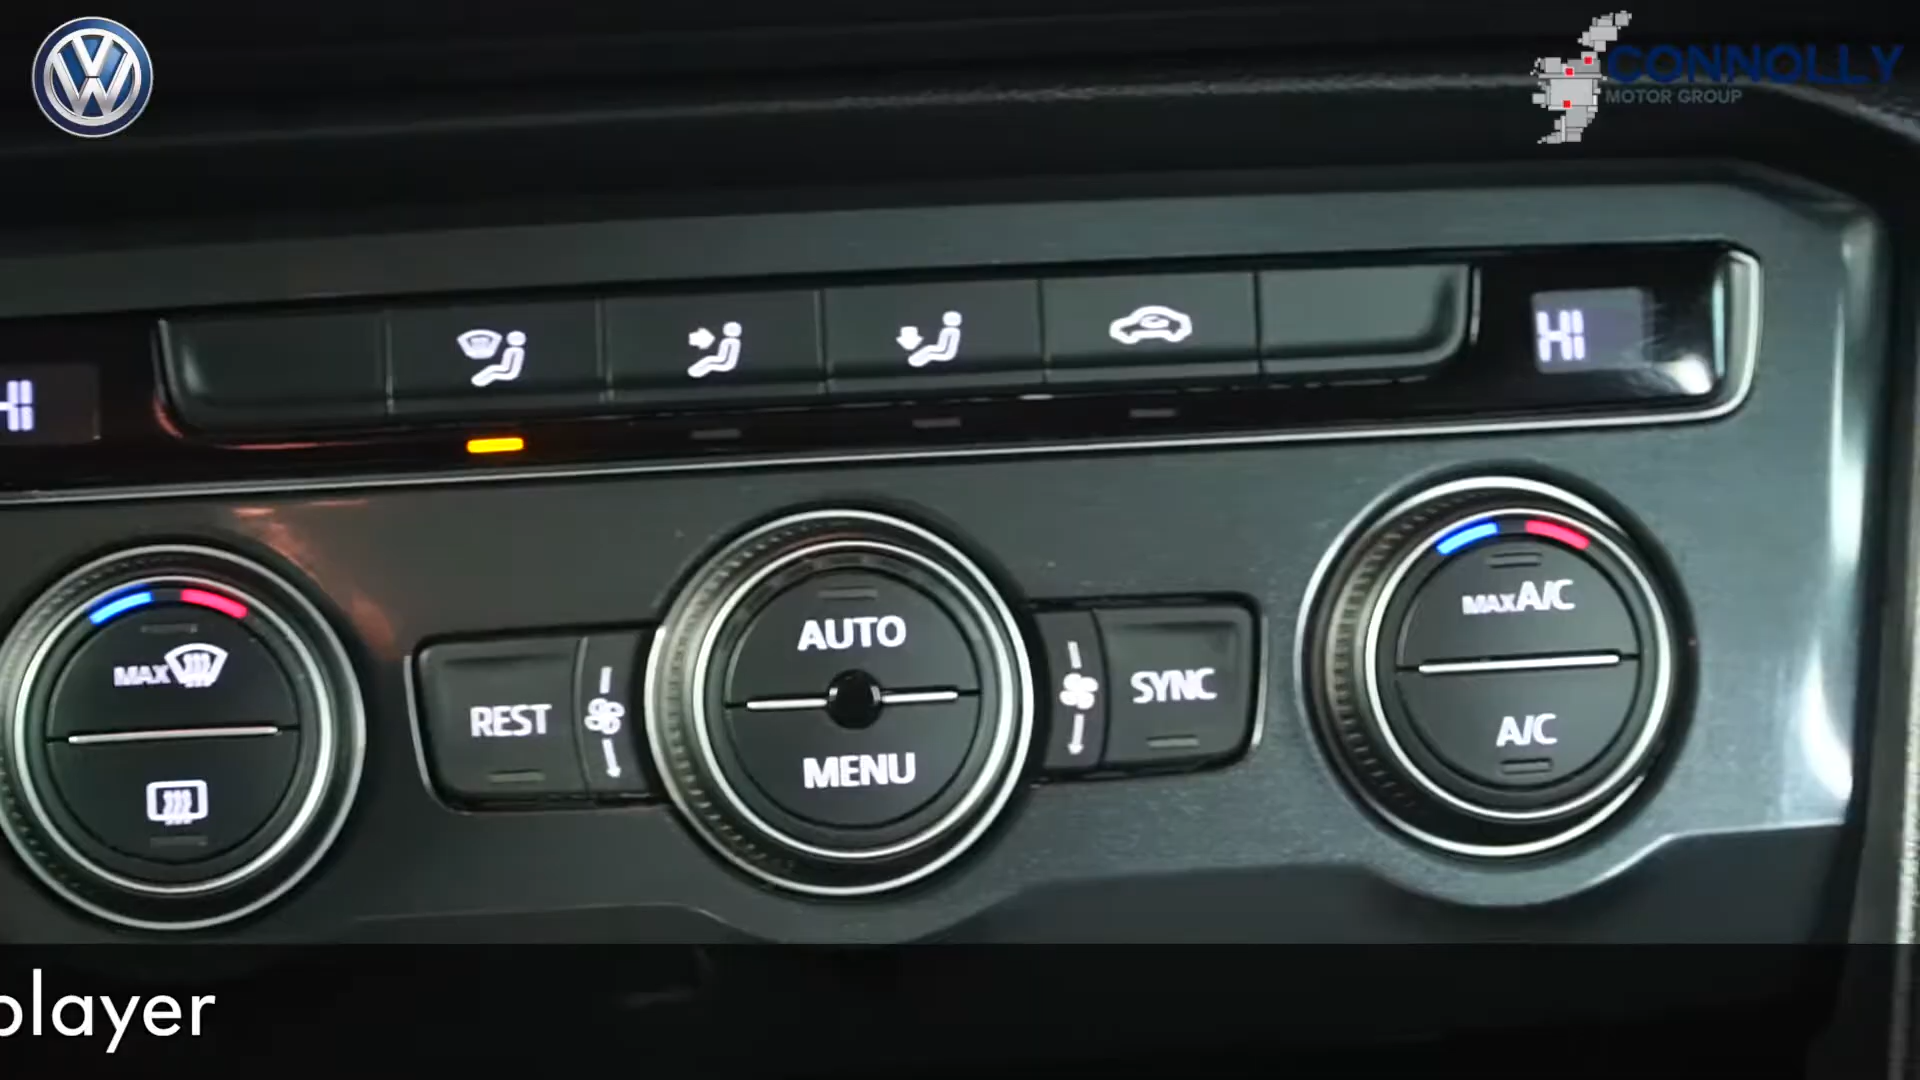 CONNOLLY
MOTOR GROUP
HI
HI
MAX
REST
AUTO
MENU
SYNC
MAX A/C
A/C
player